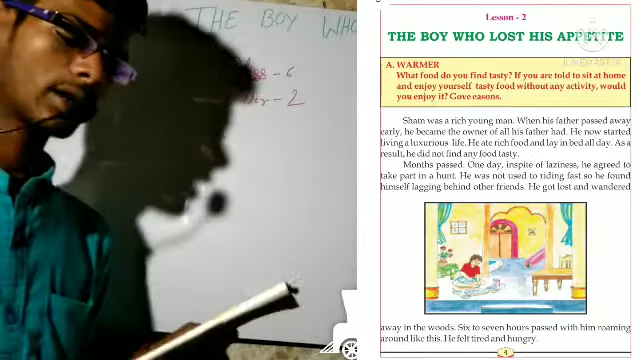 THE BOY WHO
- 6
- 2
Lesson - 2
THE BOY WHO LOST HIS APPETITE
KINEMASTER
A. WARMER
What food do you find tasty? If you are told to sit at home
and enjoy yourself tasty food without any activity, would
you enjoy it? Gove easons.
Sham was a rich young man. When his father passed away
early, he became the owner of all his father had. He now started
living a luxurious life. He ate rich food and lay in bed all day. As a
result, he did not find any food tasty.
Months passed. One day, inspite of laziness, he agreed to
take part in a hunt. He was not used to riding fast so he found
himself lagging behind other friends. He got lost and wandered
away in the woods. Six to seven hours passed with him roaming
around like this. He felt tired and hungry.
4